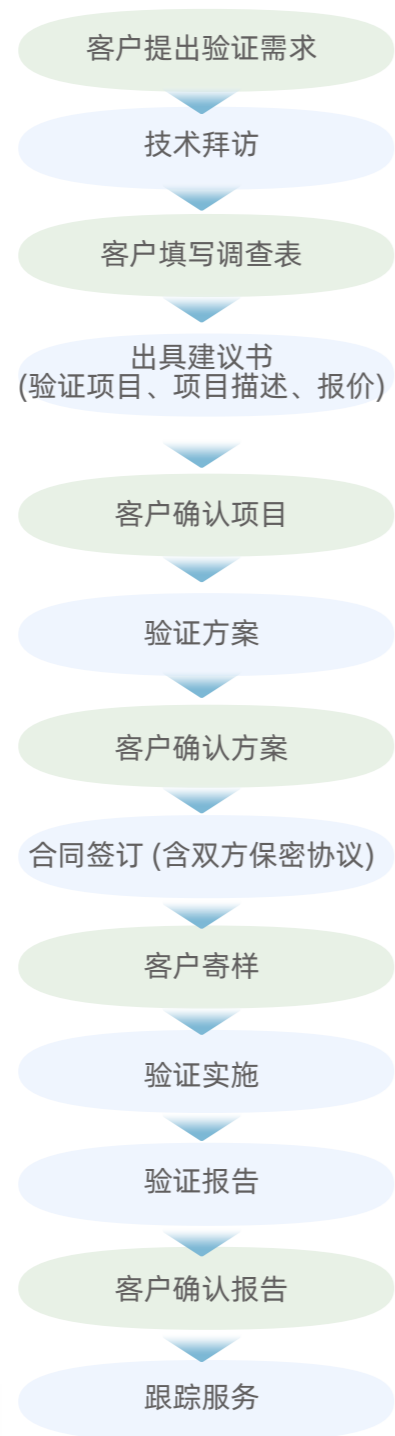 客户提出验证需求
技术拜访
客户填写调查表
出具建议书
(验证项目、项目描述、报价)
客户确认项目
验证方案
客户确认方案
合同签订 (含双方保密协议)
客户寄样
验证实施
验证报告
客户确认报告
跟踪服务